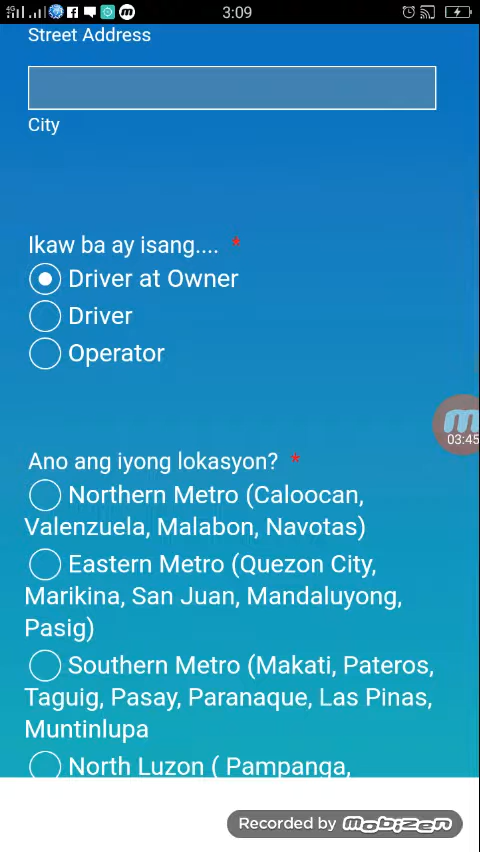 4G
3:09
Street Address
City
Ikaw ba ay isang.... *
Driver at Owner
Driver
Operator
Ano ang iyong lokasyon? *
Northern Metro (Caloocan,
Valenzuela, Malabon, Navotas)
Eastern Metro (Quezon City,
Marikina, San Juan, Mandaluyong,
Pasig)
Southern Metro (Makati, Pateros,
Taguig, Pasay, Paranaque, Las Pinas,
Muntinlupa
North Luzon ( Pampanga,
03:45
Recorded by mobizen